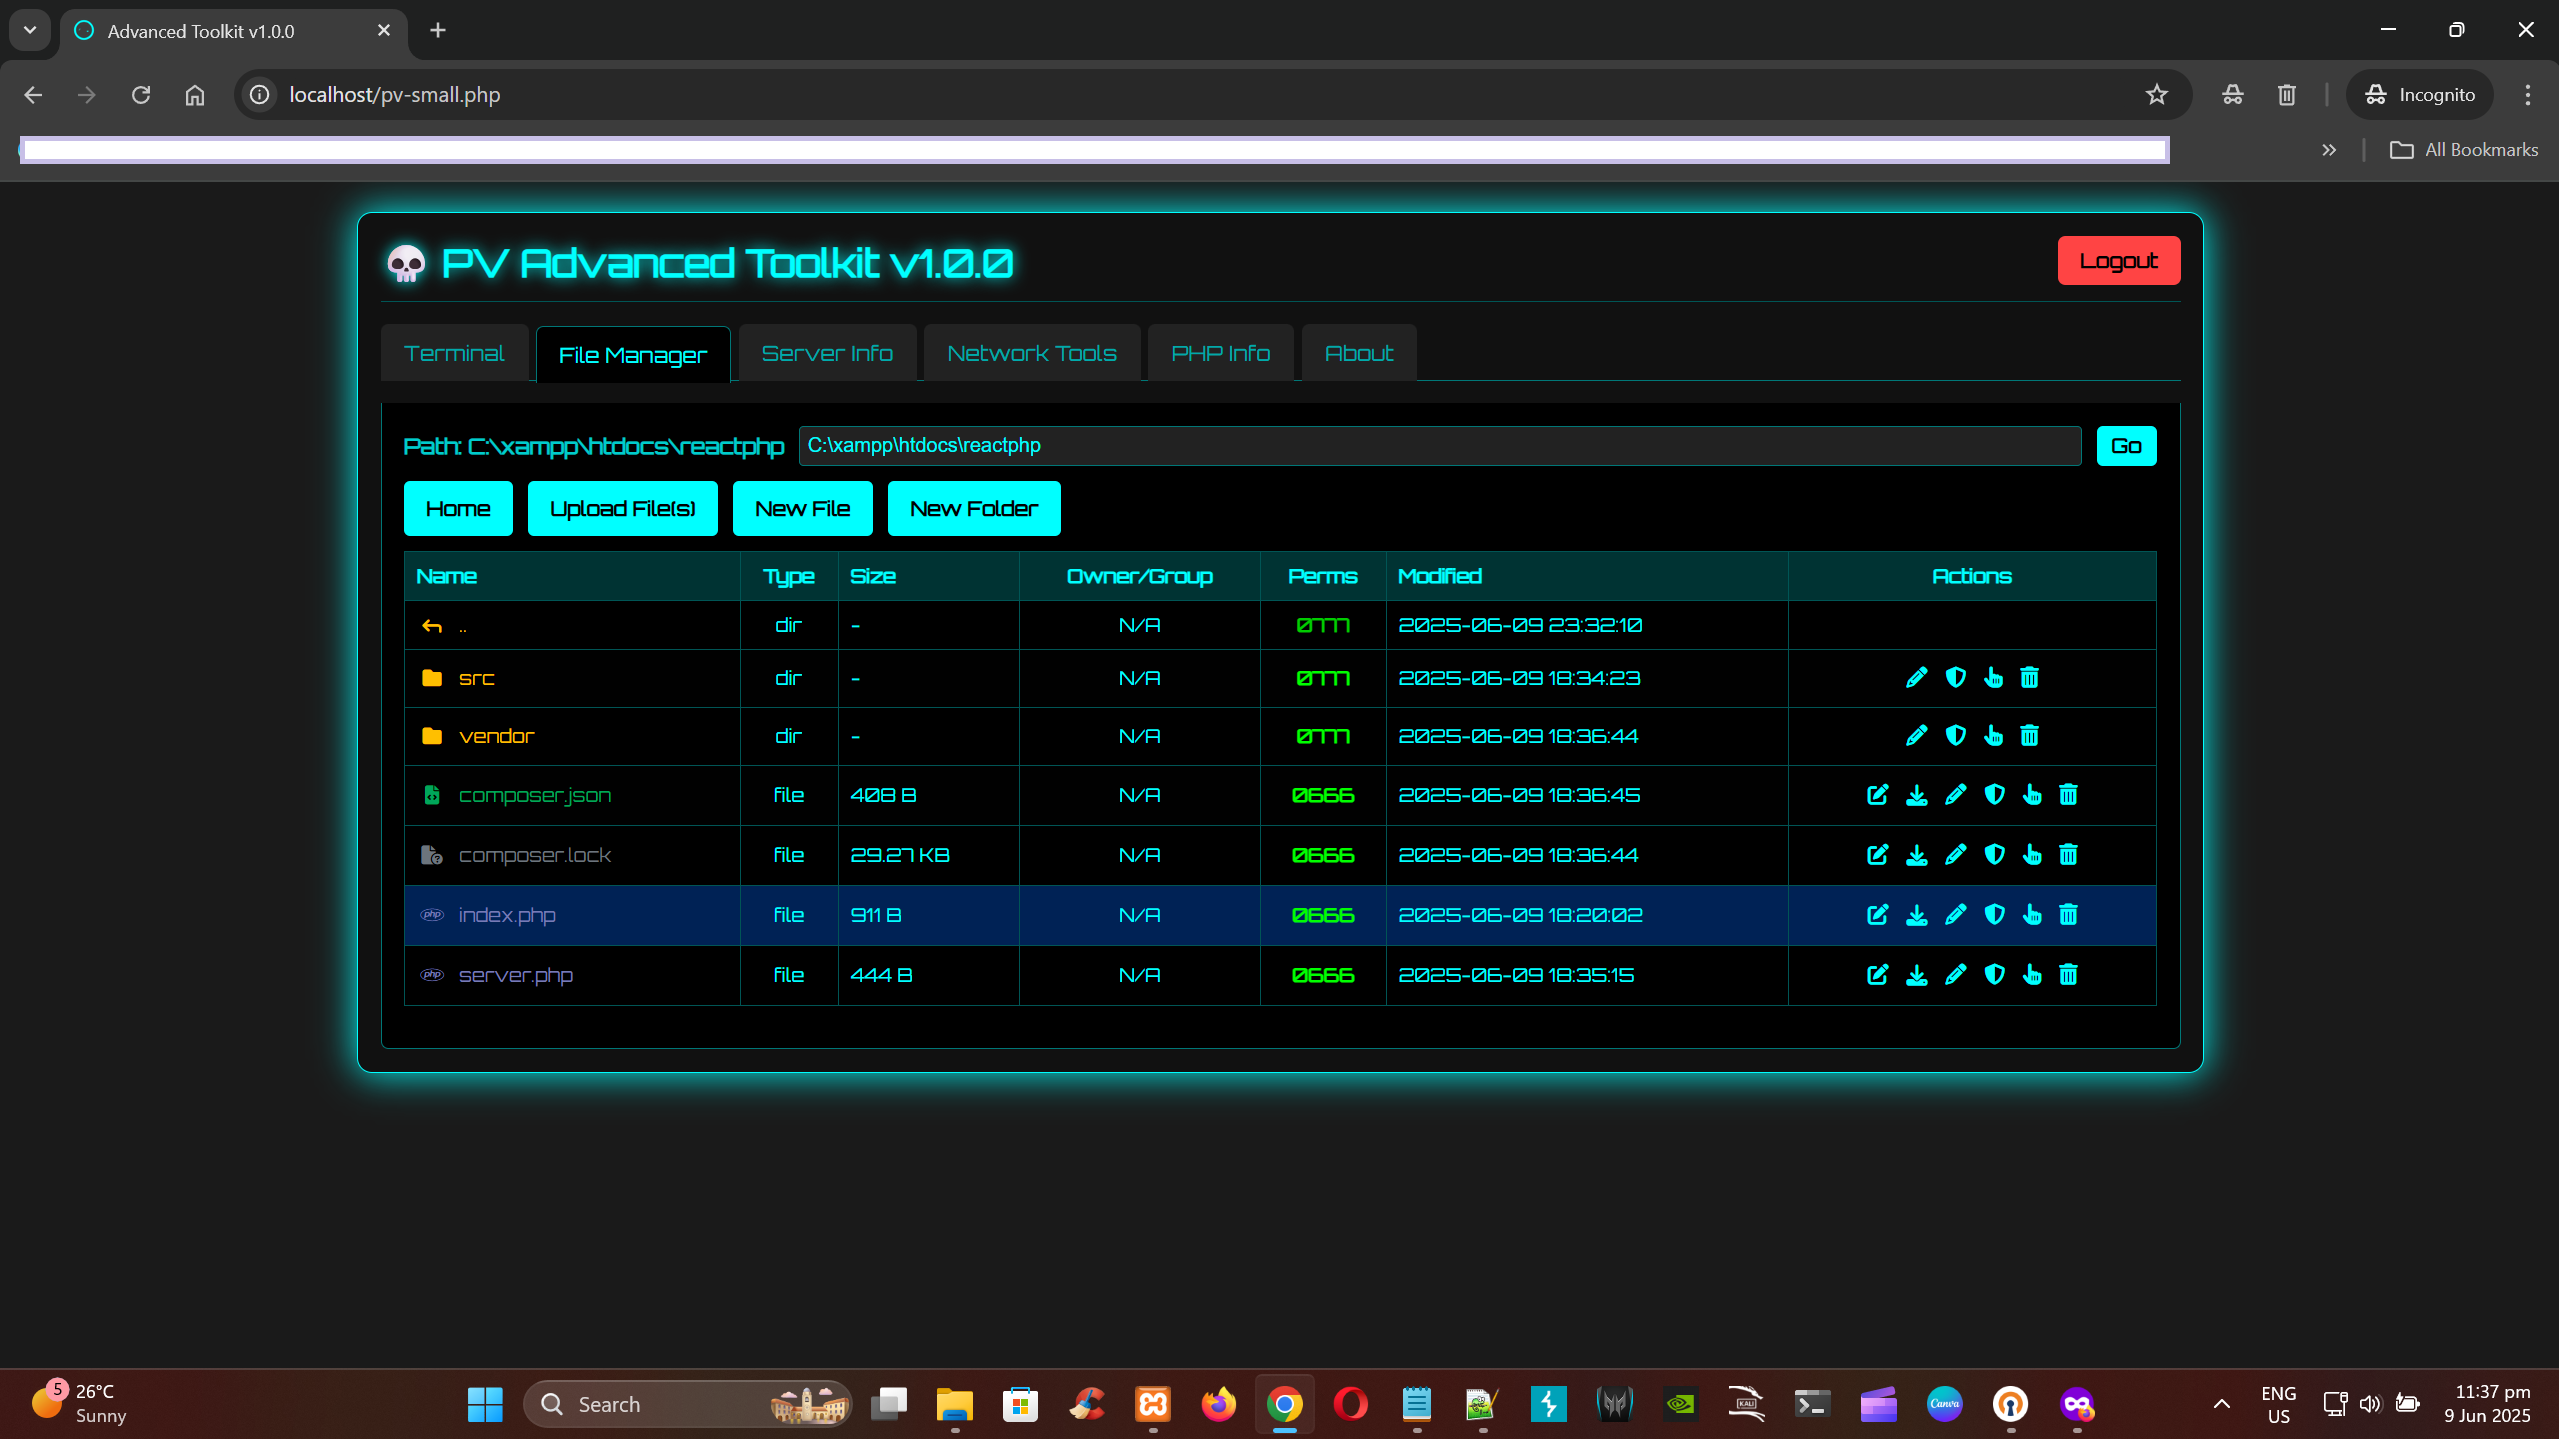 Advanced Toolkit v1.0.0
localhost/pv-small.php
Incognito
All Bookmarks
PV Advanced Toolkit v1.0.0
Logout
Terminal File Manager Server Info Network Tools PHP Info About
Path: C:\xampp\htdocs\reactphp C:\xampp\htdocs\reactphp Go
Home Upload File(s) New File New Folder
Name Type Size Owner/Group Perms Modified Actions
.. dir - N/A 0777 2025-06-09 23:32:10
src dir - N/A 0777 2025-06-09 18:34:23
vendor dir - N/A 0777 2025-06-09 18:36:44
composer.json file 408 B N/A 0666 2025-06-09 18:36:45
composer.lock file 29.27 KB N/A 0666 2025-06-09 18:36:44
php index.php file 911 B N/A 0666 2025-06-09 18:20:02
php server.php file 444 B N/A 0666 2025-06-09 18:35:15
5 26°C
Sunny
Search
KALI
Canva
ENG
US
11:37 pm
9 Jun 2025